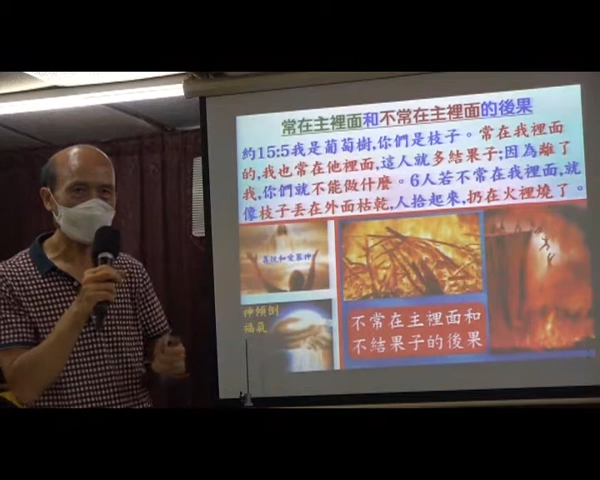 常在主裡面和不常在主裡面的後果
約15:5我是葡萄樹,你們是枝子。常在我裡面
的,我也常在他裡面,這人就多結果子;因為離了
我,你們就不能做什麼。6人若不常在我裡面,就
像枝子丟在外面枯乾,人拾起來,扔在火裡燒了。
神傾倒
福氣
不常在主裡面和
不結果子的後果